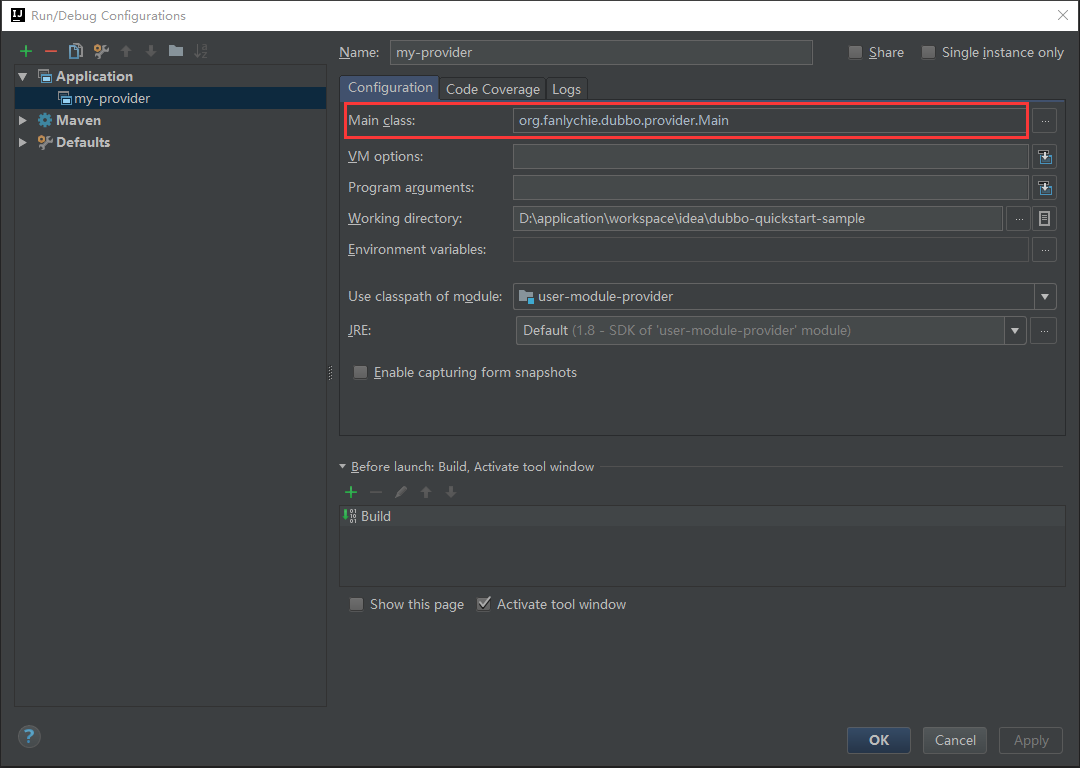 Run/Debug Configurations
Name: my-provider Share Single instance only
Application
my-provider
Maven
Defaults
Configuration Code Coverage Logs
Main class: org.fanlychie.dubbo.provider.Main ...
VM options:
Program arguments:
Working directory: D:\application\workspace\idea\dubbo-quickstart-sample ...
Environment variables: ...
Use classpath of module: user-module-provider
JRE: Default (1.8 - SDK of 'user-module-provider' module) ...
Enable capturing form snapshots
Before launch: Build, Activate tool window
Build
Show this page Activate tool window
? OK Cancel Apply